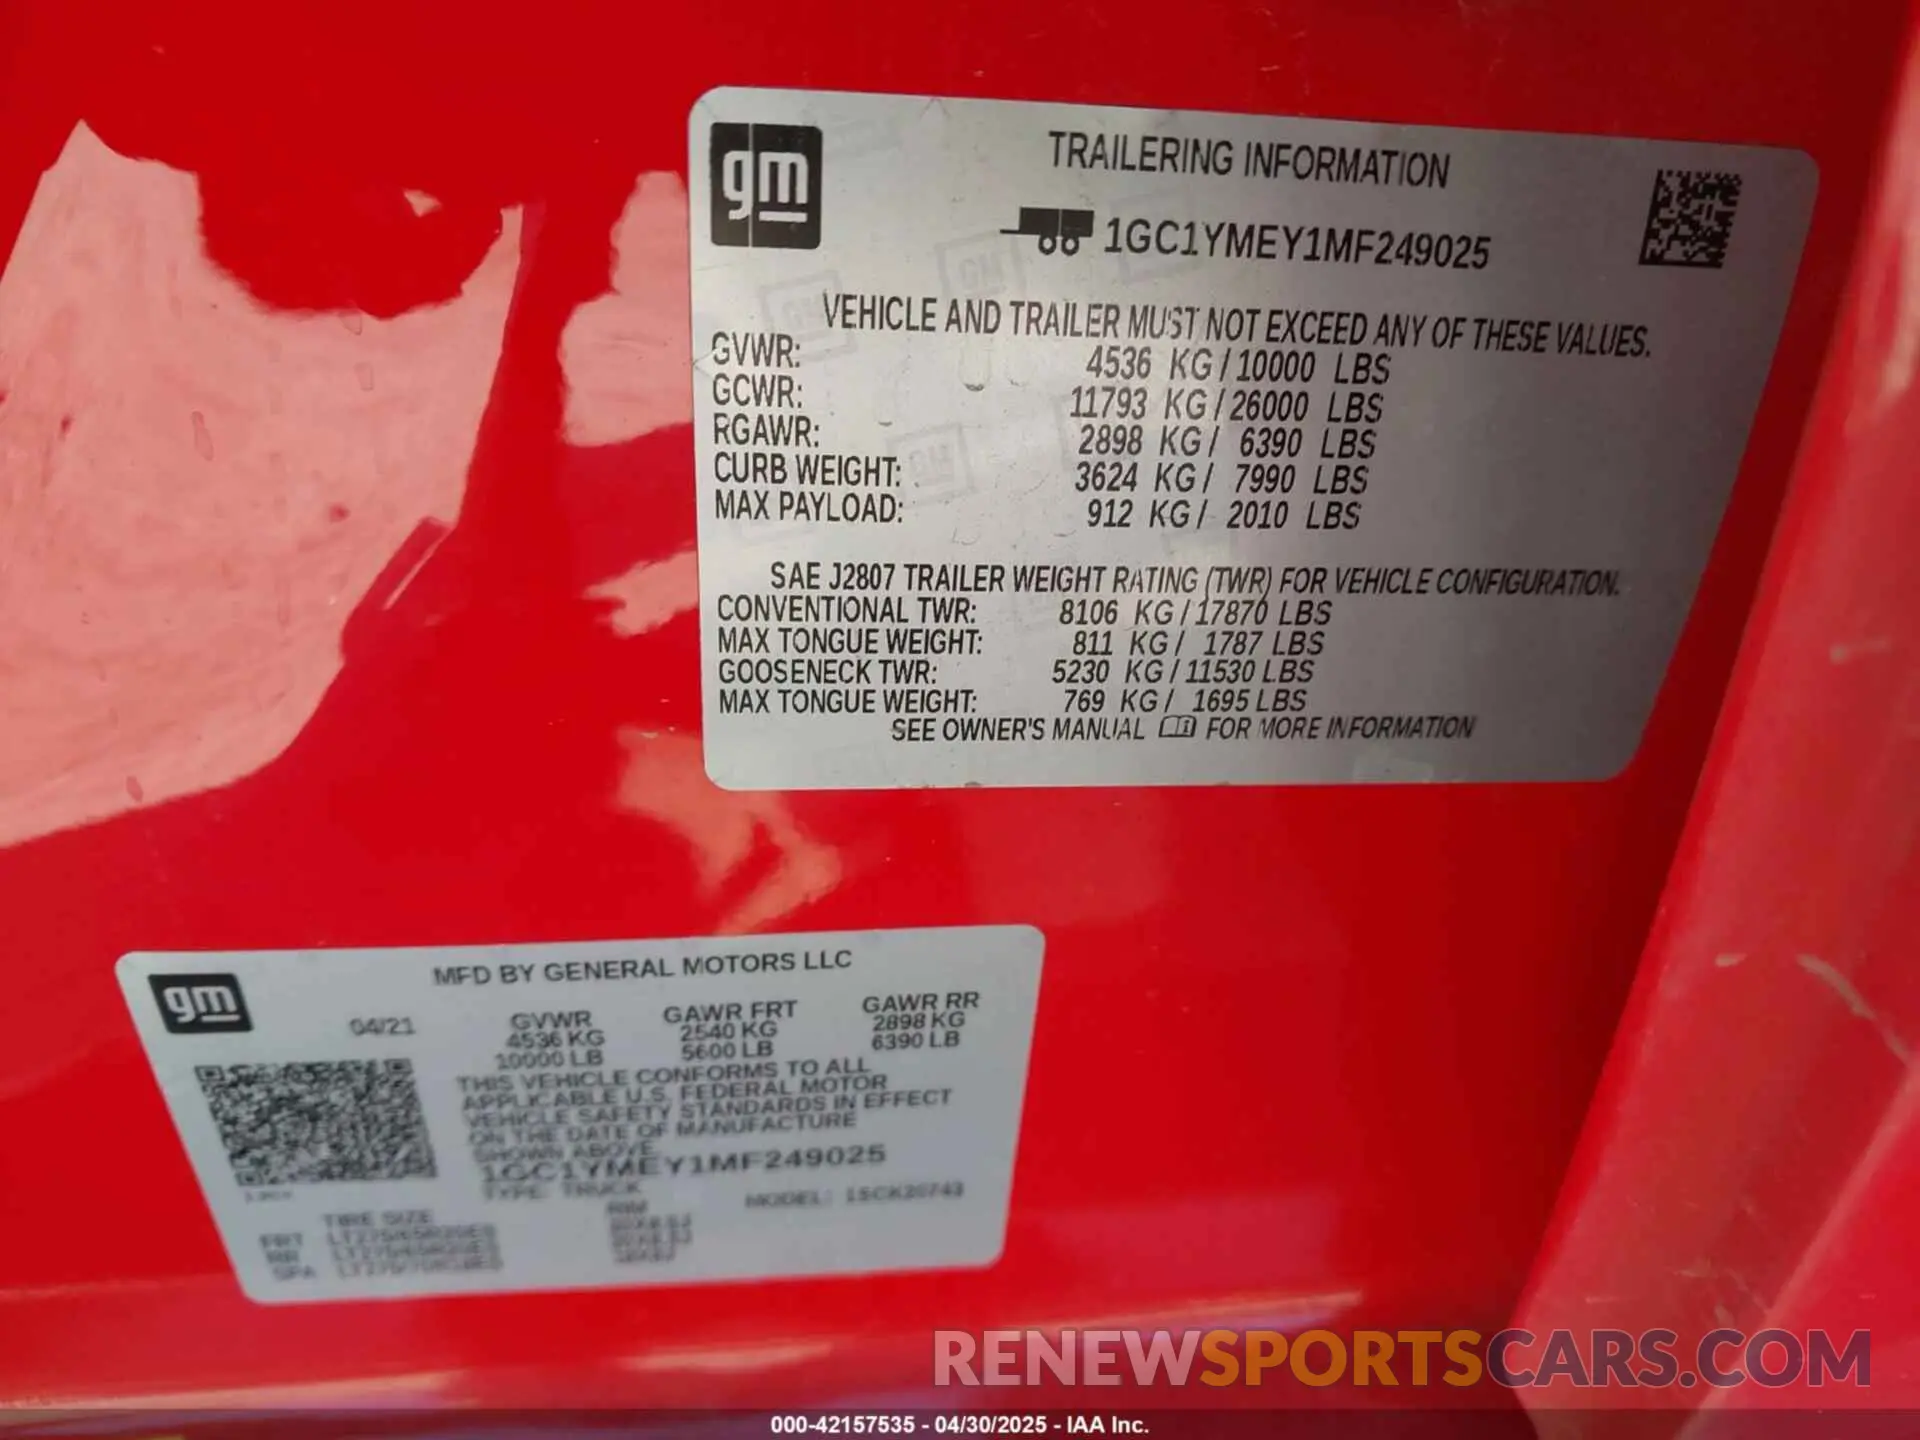 gm
TRAILERING INFORMATION
1GC1YMEY1MF249025
VEHICLE AND TRAILER MUST NOT EXCEED ANY OF THESE VALUES.
GVWR: 4536 KG / 10000 LBS
GCWR: 11793 KG / 26000 LBS
RGAWR: 2898 KG / 6390 LBS
CURB WEIGHT: 3624 KG / 7990 LBS
MAX PAYLOAD: 912 KG / 2010 LBS
SAE J2807 TRAILER WEIGHT RATING (TWR) FOR VEHICLE CONFIGURATION.
CONVENTIONAL TWR: 8106 KG / 17870 LBS
MAX TONGUE WEIGHT: 811 KG / 1787 LBS
GOOSENECK TWR: 5230 KG / 11530 LBS
MAX TONGUE WEIGHT: 769 KG / 1695 LBS
SEE OWNER'S MANUAL FOR MORE INFORMATION
gm
MFD BY GENERAL MOTORS LLC
04/21 GVWR GAWR FRT GAWR RR
4536 KG 2540 KG 2898 KG
10000 LB 5600 LB 6390 LB
THIS VEHICLE CONFORMS TO ALL
APPLICABLE U.S. FEDERAL MOTOR
VEHICLE SAFETY STANDARDS IN EFFECT
ON THE DATE OF MANUFACTURE
SHOWN ABOVE.
1GC1YMEY1MF249025
TYPE: TRUCK MODEL:
TIRE SIZE RIM
FRT
RR
SPA
RENEWSPORTSCARS.COM
000-42157535 - 04/30/2025 - IAA Inc.